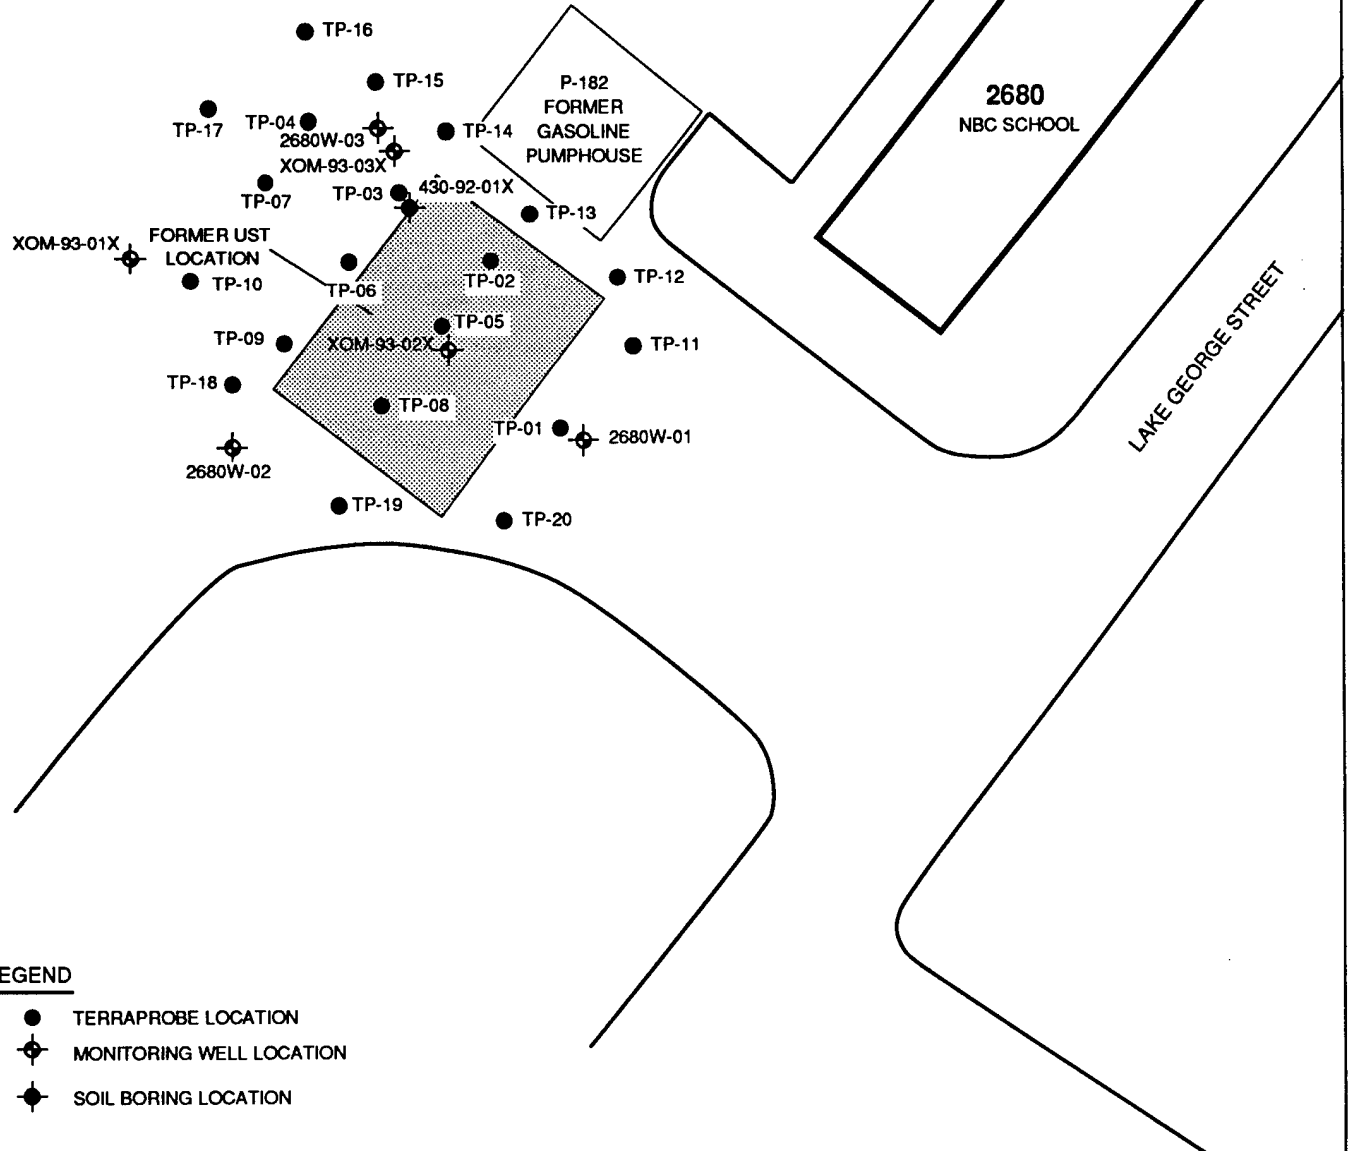 TP-16
TP-15
P-182
FORMER
GASOLINE
PUMPHOUSE
2680
NBC SCHOOL
TP-17
TP-04
2680W-03
TP-14
XOM-93-03X
TP-07
TP-03
430-92-01X
TP-13
XOM-93-01X
FORMER UST
LOCATION
TP-10
TP-06
TP-02
TP-12
TP-09
TP-05
XOM-93-02X
TP-11
TP-18
TP-08
TP-01
2680W-01
2680W-02
TP-19
TP-20
LAKE GEORGE STREET
EGEND
TERRAPROBE LOCATION
MONITORING WELL LOCATION
SOIL BORING LOCATION